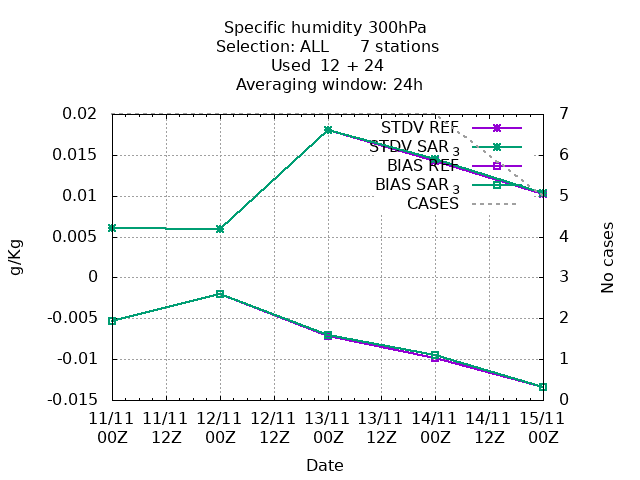 Specific humidity 300hPa
Selection: ALL 7 stations
Used 12 + 24
Averaging window: 24h
STDV REF
STDV SAR 3
BIAS REF
BIAS SAR 3
CASES
0.02
0.015
0.01
0.005
0
-0.005
-0.01
-0.015
g/Kg
7
6
5
4
3
2
1
0
No cases
11/11 11/11 12/11 12/11 13/11 13/11 14/11 14/11 15/11
00Z 12Z 00Z 12Z 00Z 12Z 00Z 12Z 00Z
Date